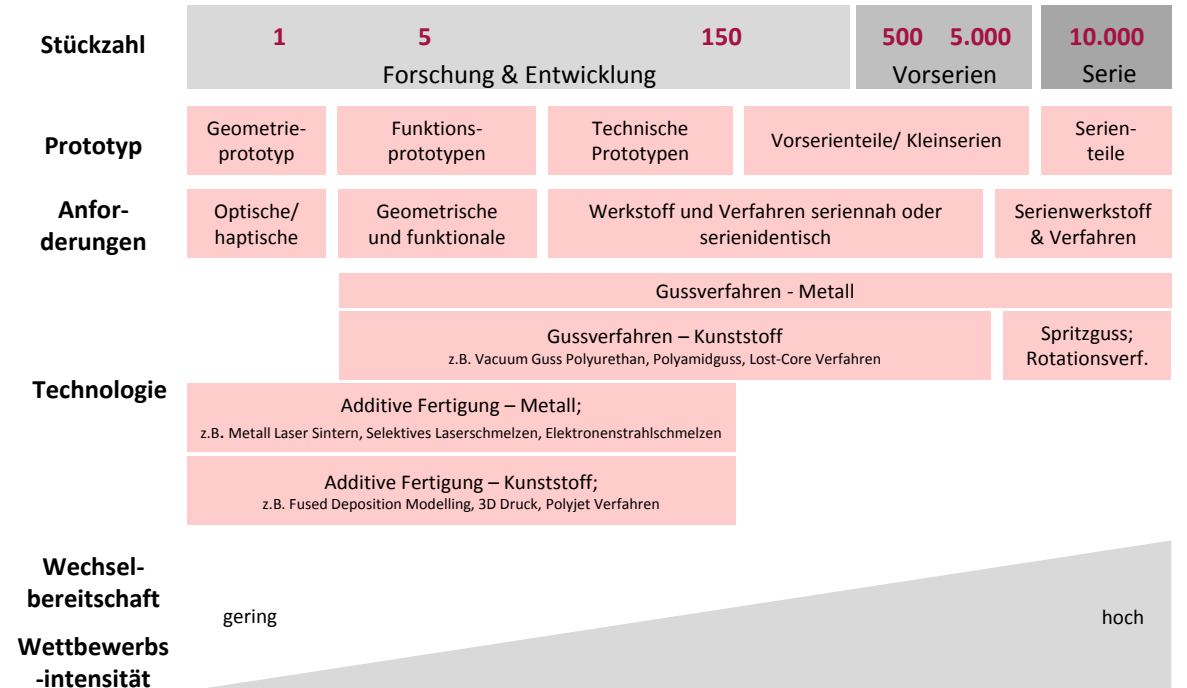 Stückzahl
1 5 150 500 5.000 10.000
Forschung & Entwicklung Vorserien Serie
Prototyp
Geometrie-
prototyp
Funktions-
prototypen
Technische
Prototypen
Vorserienteile/ Kleinserien
Serien-
teile
Anfor-
derungen
Optische/
haptische
Geometrische
und funktionale
Werkstoff und Verfahren seriennah oder
serienidentisch
Serienwerkstoff
& Verfahren
Technologie
Gussverfahren - Metall
Gussverfahren – Kunststoff
z.B. Vacuum Guss Polyurethan, Polyamidguss, Lost-Core Verfahren
Spritzguss;
Rotationsverf.
Additive Fertigung – Metall;
z.B. Metall Laser Sintern, Selektives Laserschmelzen, Elektronenstrahlschmelzen
Additive Fertigung – Kunststoff;
z.B. Fused Deposition Modelling, 3D Druck, Polyjet Verfahren
Wechsel-
bereitschaft
gering hoch
Wettbewerbs
-intensität